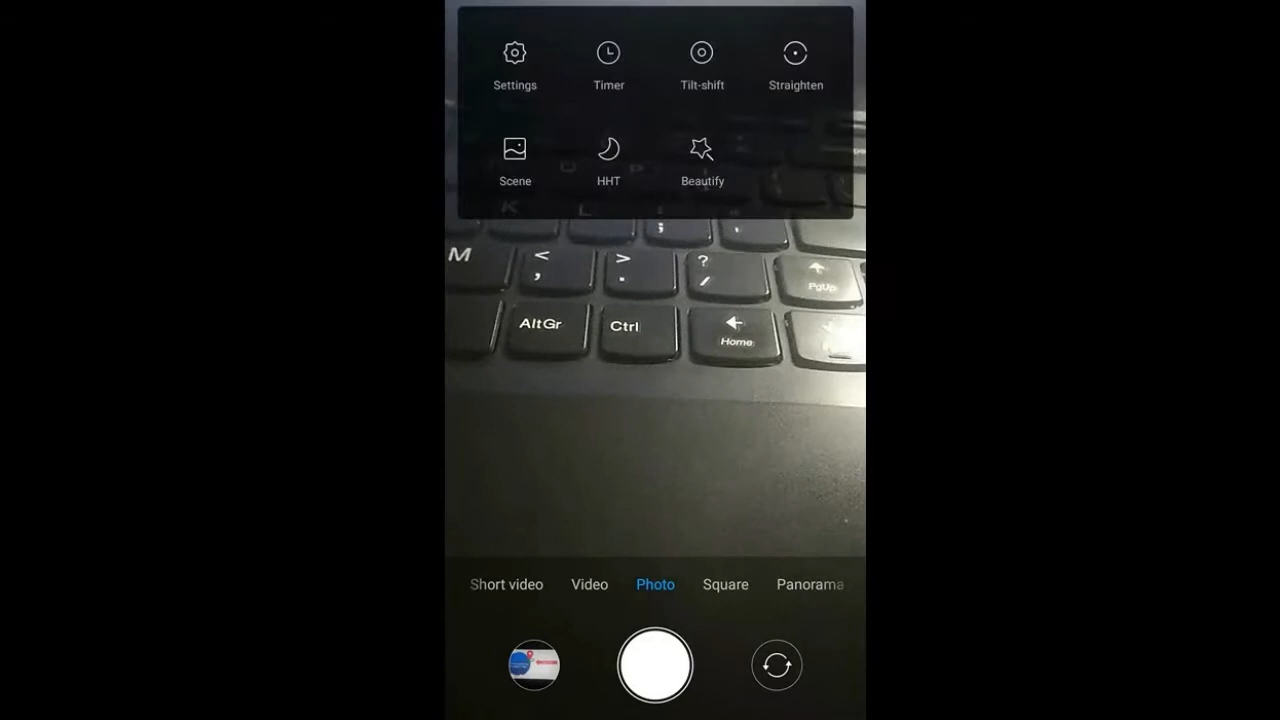 Settings Timer Tilt-shift Straighten
Scene HHT Beautify
K L : "
M < > ? PgUp
, . /
AltGr Ctrl Home
Short video Video Photo Square Panorama